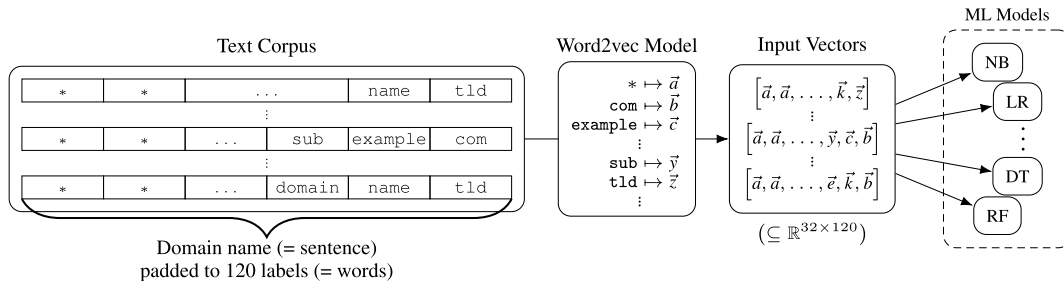 Text Corpus
* * ... name tld
⋮
* * ... sub example com
⋮
* * ... domain name tld
Domain name (= sentence)
padded to 120 labels (= words)
Word2vec Model
* ↦ a⃗
com ↦ b⃗
example ↦ c⃗
⋮
sub ↦ y⃗
tld ↦ z⃗
⋮
Input Vectors
[a⃗, a⃗, . . . , k⃗, z⃗]
⋮
[a⃗, a⃗, . . . , y⃗, c⃗, b⃗]
⋮
[a⃗, a⃗, . . . , e⃗, k⃗, b⃗]
(⊆ ℝ^{32×120})
ML Models
NB
LR
⋮
DT
RF